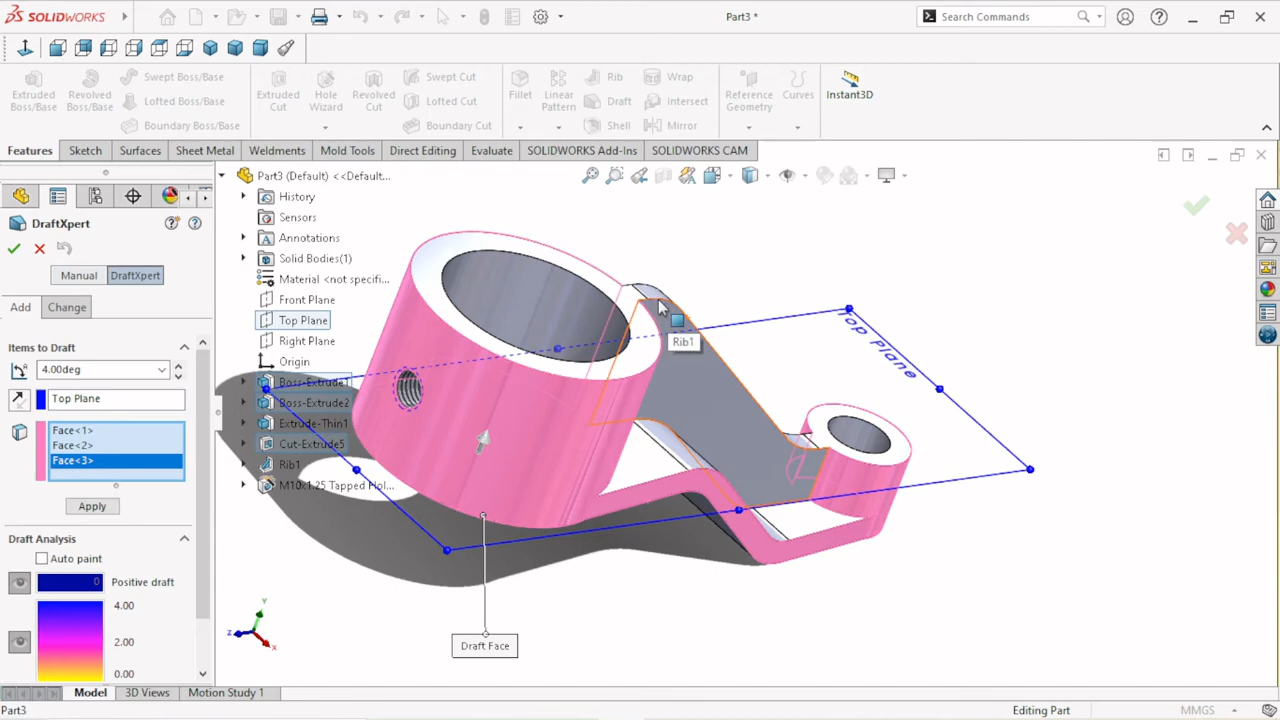 SOLIDWORKS
Part3 *
Search Commands
Extruded Boss/Base
Revolved Boss/Base
Swept Boss/Base
Lofted Boss/Base
Boundary Boss/Base
Extruded Cut
Hole Wizard
Revolved Cut
Swept Cut
Lofted Cut
Boundary Cut
Fillet
Linear Pattern
Rib
Draft
Shell
Wrap
Intersect
Mirror
Reference Geometry
Curves
Instant3D
Features
Sketch
Surfaces
Sheet Metal
Weldments
Mold Tools
Direct Editing
Evaluate
SOLIDWORKS Add-Ins
SOLIDWORKS CAM
DraftXpert
Manual
DraftXpert
Add
Change
Items to Draft
4.00deg
Top Plane
Face<1>
Face<2>
Face<3>
Apply
Draft Analysis
Auto paint
0
Positive draft
4.00
2.00
0.00
Part3 (Default) <<Default...
History
Sensors
Annotations
Solid Bodies(1)
Material <not specifi...
Front Plane
Top Plane
Right Plane
Origin
Boss-Extrude1
Boss-Extrude2
Extrude-Thin1
Cut-Extrude5
Rib1
M10x1.25 Tapped Hol...
Rib1
Top Plane
Draft Face
Y
Z
X
Model
3D Views
Motion Study 1
Part3
Editing Part
MMGS